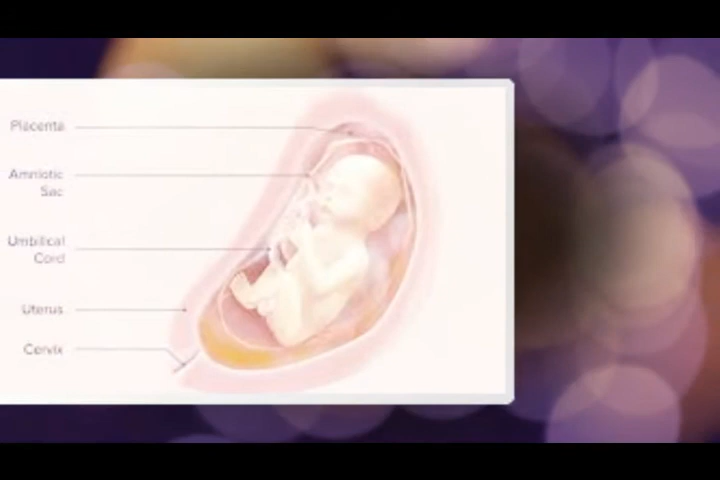 Placenta
Amniotic
Sac
Umbilical
Cord
Uterus
Cervix